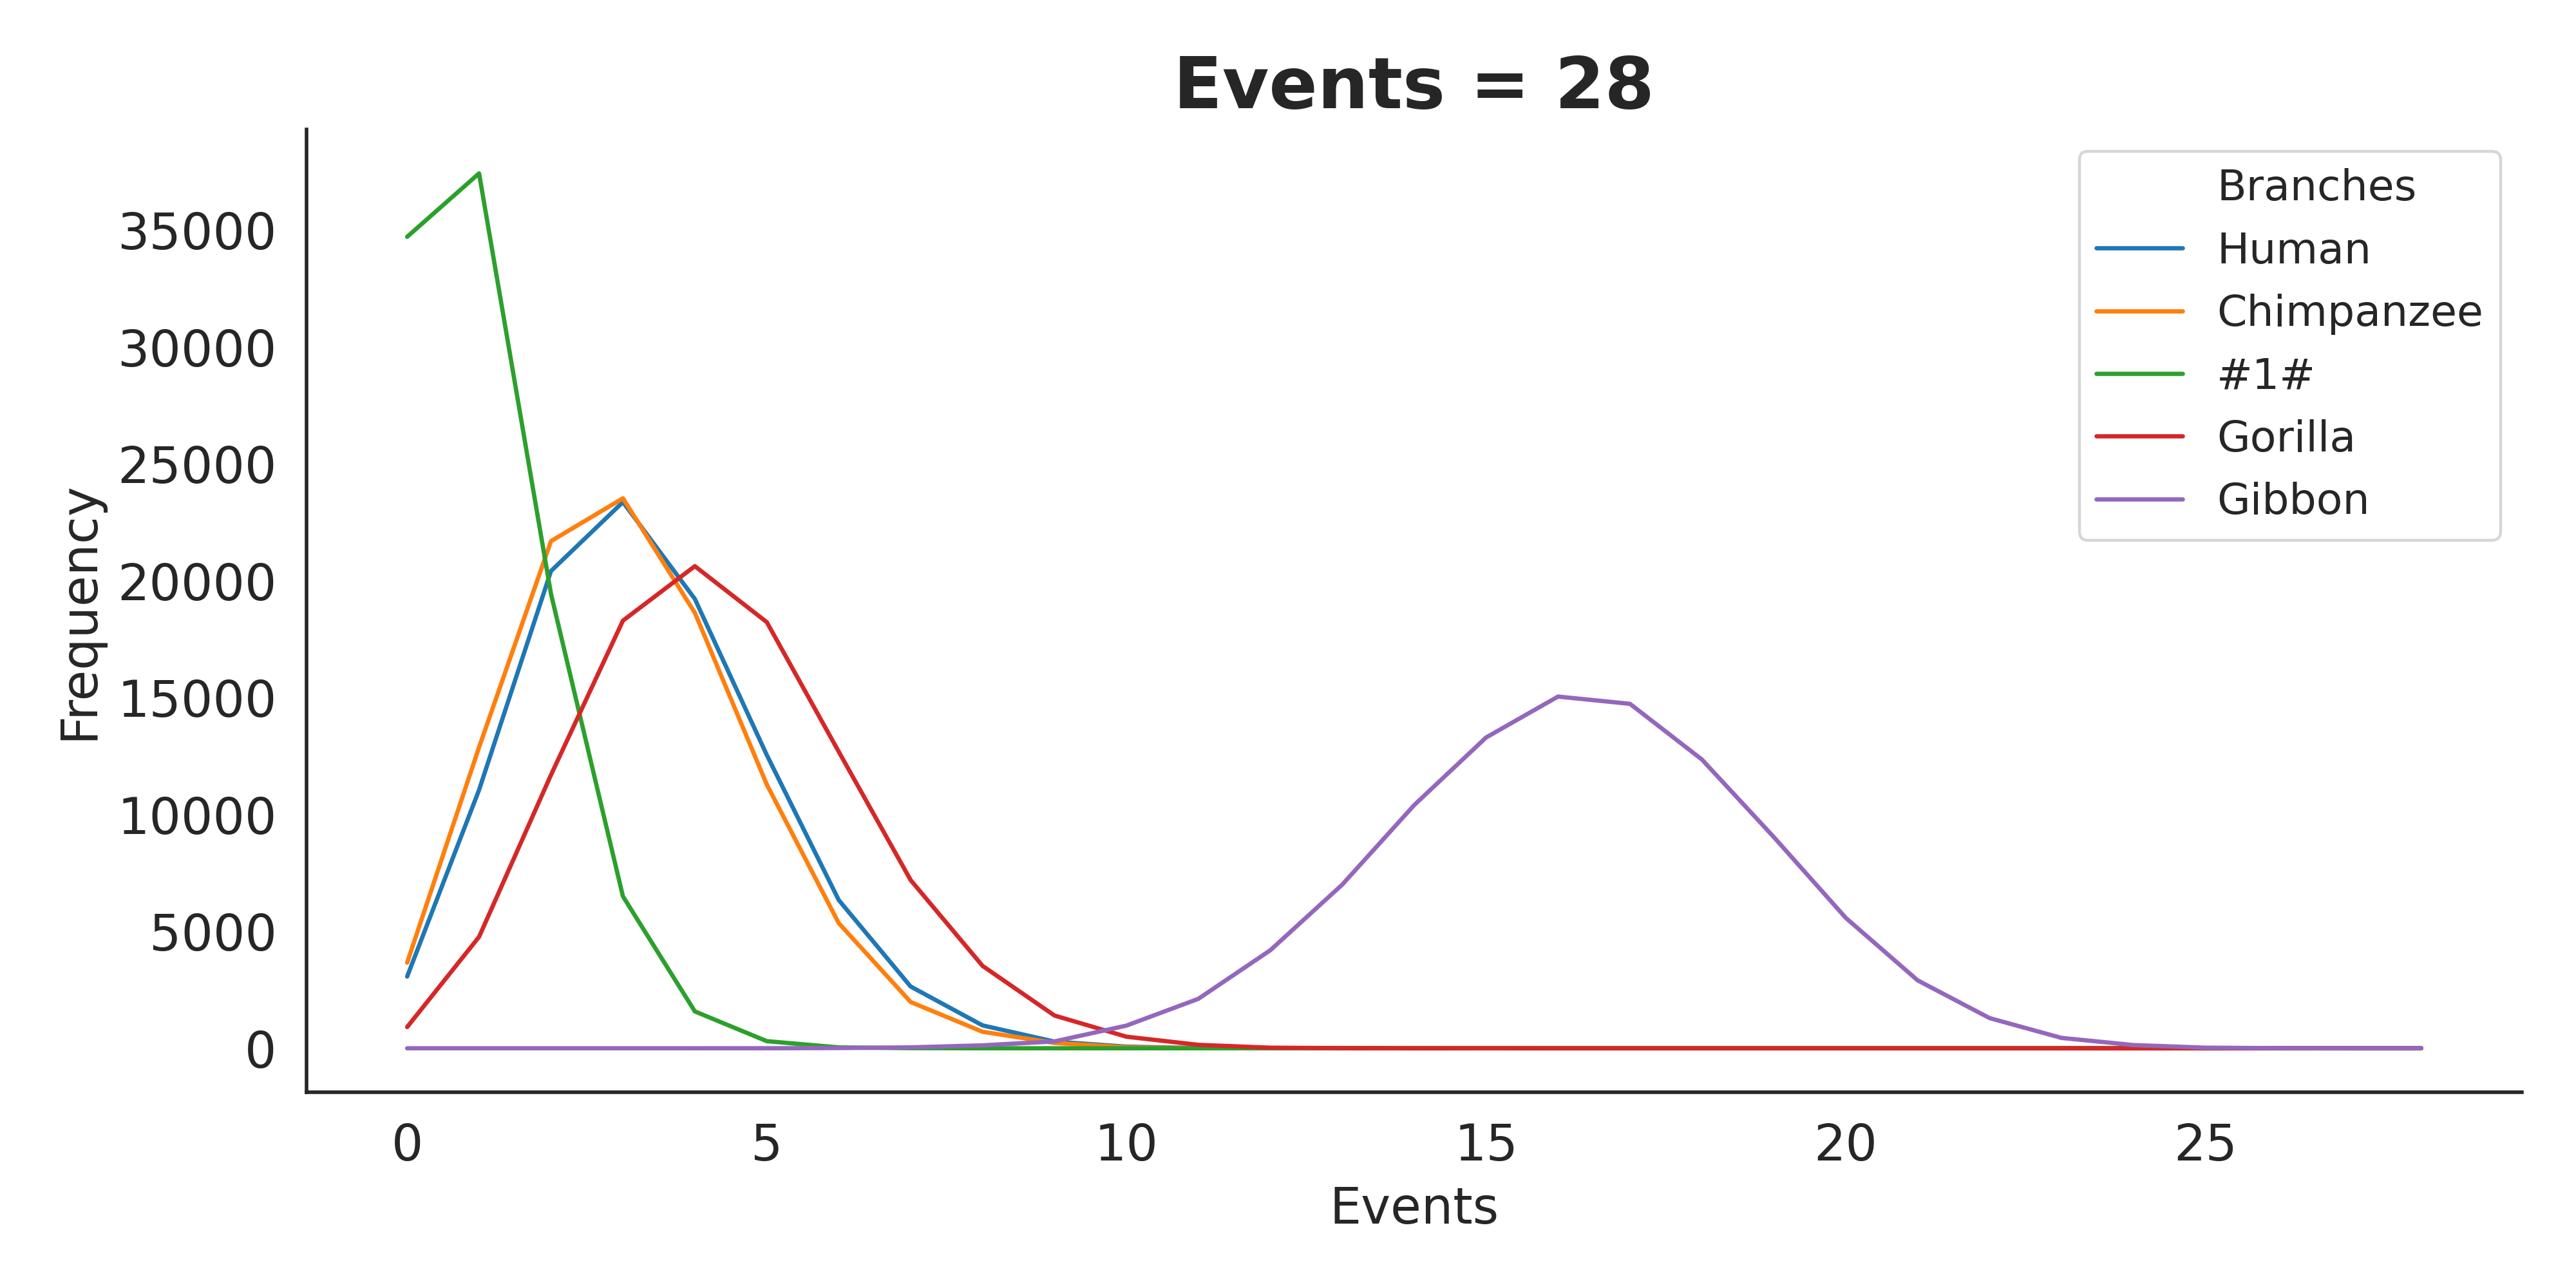 Events = 28
Branches
Human
Chimpanzee
#1#
Gorilla
Gibbon
Frequency
35000
30000
25000
20000
15000
10000
5000
0
0 5 10 15 20 25
Events